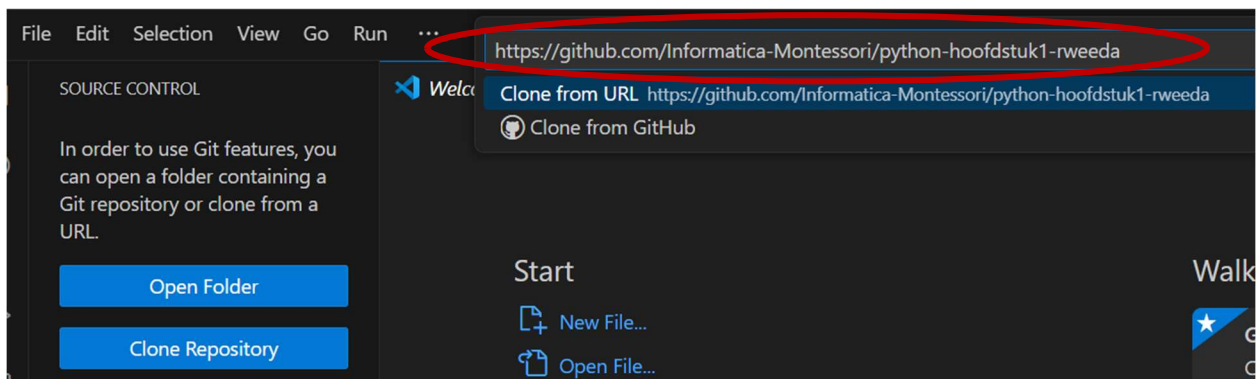 File Edit Selection View Go Run ...
https://github.com/Informatica-Montessori/python-hoofdstuk1-rweeda
SOURCE CONTROL
Clone from URL https://github.com/Informatica-Montessori/python-hoofdstuk1-rweeda
Clone from GitHub
In order to use Git features, you
can open a folder containing a
Git repository or clone from a
URL.
Open Folder
Clone Repository
Start
New File...
Open File...